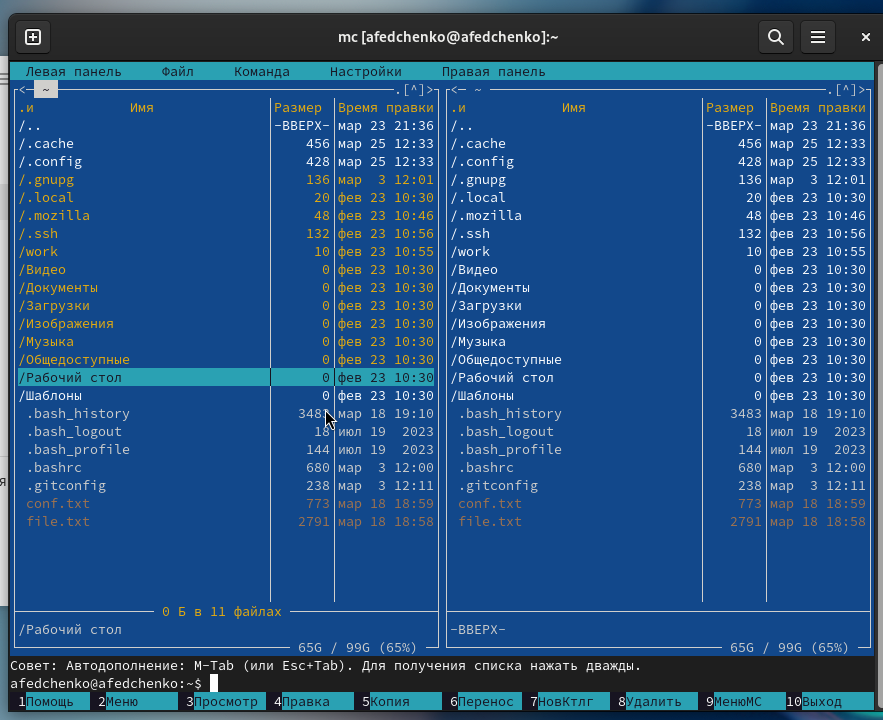 mc [afedchenko@afedchenko]:~
Левая панель Файл Команда Настройки Правая панель
<─ ~ .[^]> <─ ~ .[^]>
.и Имя Размер Время правки .и Имя Размер Время правки
/.. -ВВЕРХ- мар 23 21:36 /.. -ВВЕРХ- мар 23 21:36
/.cache 456 мар 25 12:33 /.cache 456 мар 25 12:33
/.config 428 мар 25 12:33 /.config 428 мар 25 12:33
/.gnupg 136 мар 3 12:01 /.gnupg 136 мар 3 12:01
/.local 20 фев 23 10:30 /.local 20 фев 23 10:30
/.mozilla 48 фев 23 10:46 /.mozilla 48 фев 23 10:46
/.ssh 132 фев 23 10:56 /.ssh 132 фев 23 10:56
/work 10 фев 23 10:55 /work 10 фев 23 10:55
/Видео 0 фев 23 10:30 /Видео 0 фев 23 10:30
/Документы 0 фев 23 10:30 /Документы 0 фев 23 10:30
/Загрузки 0 фев 23 10:30 /Загрузки 0 фев 23 10:30
/Изображения 0 фев 23 10:30 /Изображения 0 фев 23 10:30
/Музыка 0 фев 23 10:30 /Музыка 0 фев 23 10:30
/Общедоступные 0 фев 23 10:30 /Общедоступные 0 фев 23 10:30
/Рабочий стол 0 фев 23 10:30 /Рабочий стол 0 фев 23 10:30
/Шаблоны 0 фев 23 10:30 /Шаблоны 0 фев 23 10:30
.bash_history 3483 мар 18 19:10 .bash_history 3483 мар 18 19:10
.bash_logout 18 июл 19 2023 .bash_logout 18 июл 19 2023
.bash_profile 144 июл 19 2023 .bash_profile 144 июл 19 2023
.bashrc 680 мар 3 12:00 .bashrc 680 мар 3 12:00
.gitconfig 238 мар 3 12:11 .gitconfig 238 мар 3 12:11
conf.txt 773 мар 18 18:59 conf.txt 773 мар 18 18:59
file.txt 2791 мар 18 18:58 file.txt 2791 мар 18 18:58
0 Б в 11 файлах
/Рабочий стол -ВВЕРХ-
65G / 99G (65%) 65G / 99G (65%)
Совет: Автодополнение: M-Tab (или Esc+Tab). Для получения списка нажать дважды.
afedchenko@afedchenko:~$
1Помощь 2Меню 3Просмотр 4Правка 5Копия 6Перенос 7НовКтлг 8Удалить 9МенюМС 10Выход